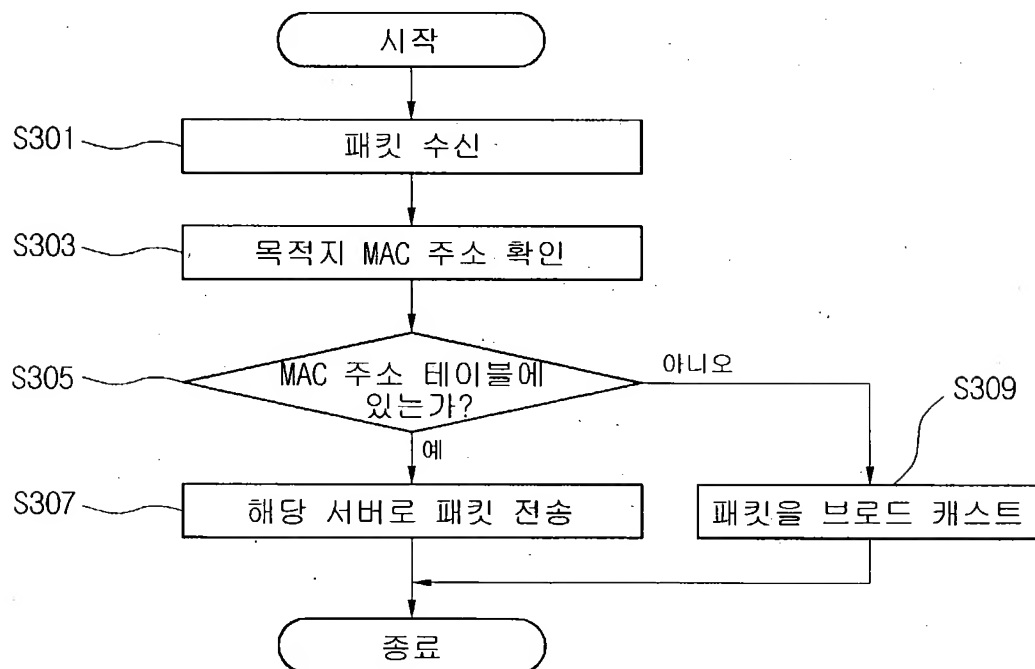 시작
S301
패킷 수신
S303
목적지 MAC 주소 확인
S305
MAC 주소 테이블에
있는가?
아니오
S309
예
S307
해당 서버로 패킷 전송
패킷을 브로드 캐스트
종료